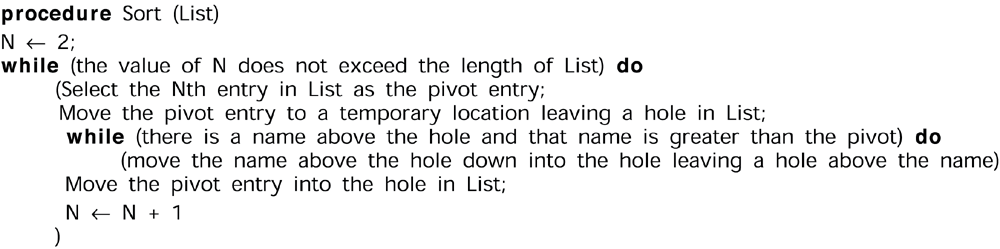 procedure Sort (List)
N ← 2;
while (the value of N does not exceed the length of List) do
(Select the Nth entry in List as the pivot entry;
Move the pivot entry to a temporary location leaving a hole in List;
while (there is a name above the hole and that name is greater than the pivot) do
(move the name above the hole down into the hole leaving a hole above the name)
Move the pivot entry into the hole in List;
N ← N + 1
)